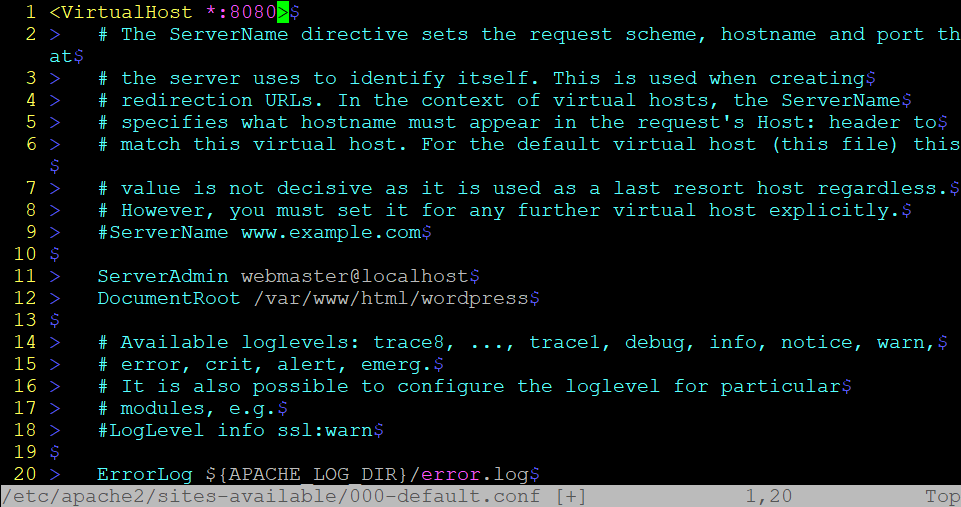 1 <VirtualHost *:8080>$
2 >   # The ServerName directive sets the request scheme, hostname and port th
at$
3 >   # the server uses to identify itself. This is used when creating$
4 >   # redirection URLs. In the context of virtual hosts, the ServerName$
5 >   # specifies what hostname must appear in the request's Host: header to$
6 >   # match this virtual host. For the default virtual host (this file) this
$
7 >   # value is not decisive as it is used as a last resort host regardless.$
8 >   # However, you must set it for any further virtual host explicitly.$
9 >   #ServerName www.example.com$
10 $
11 >   ServerAdmin webmaster@localhost$
12 >   DocumentRoot /var/www/html/wordpress$
13 $
14 >   # Available loglevels: trace8, ..., trace1, debug, info, notice, warn,$
15 >   # error, crit, alert, emerg.$
16 >   # It is also possible to configure the loglevel for particular$
17 >   # modules, e.g.$
18 >   #LogLevel info ssl:warn$
19 $
20 >   ErrorLog ${APACHE_LOG_DIR}/error.log$
/etc/apache2/sites-available/000-default.conf [+] 1,20 Top